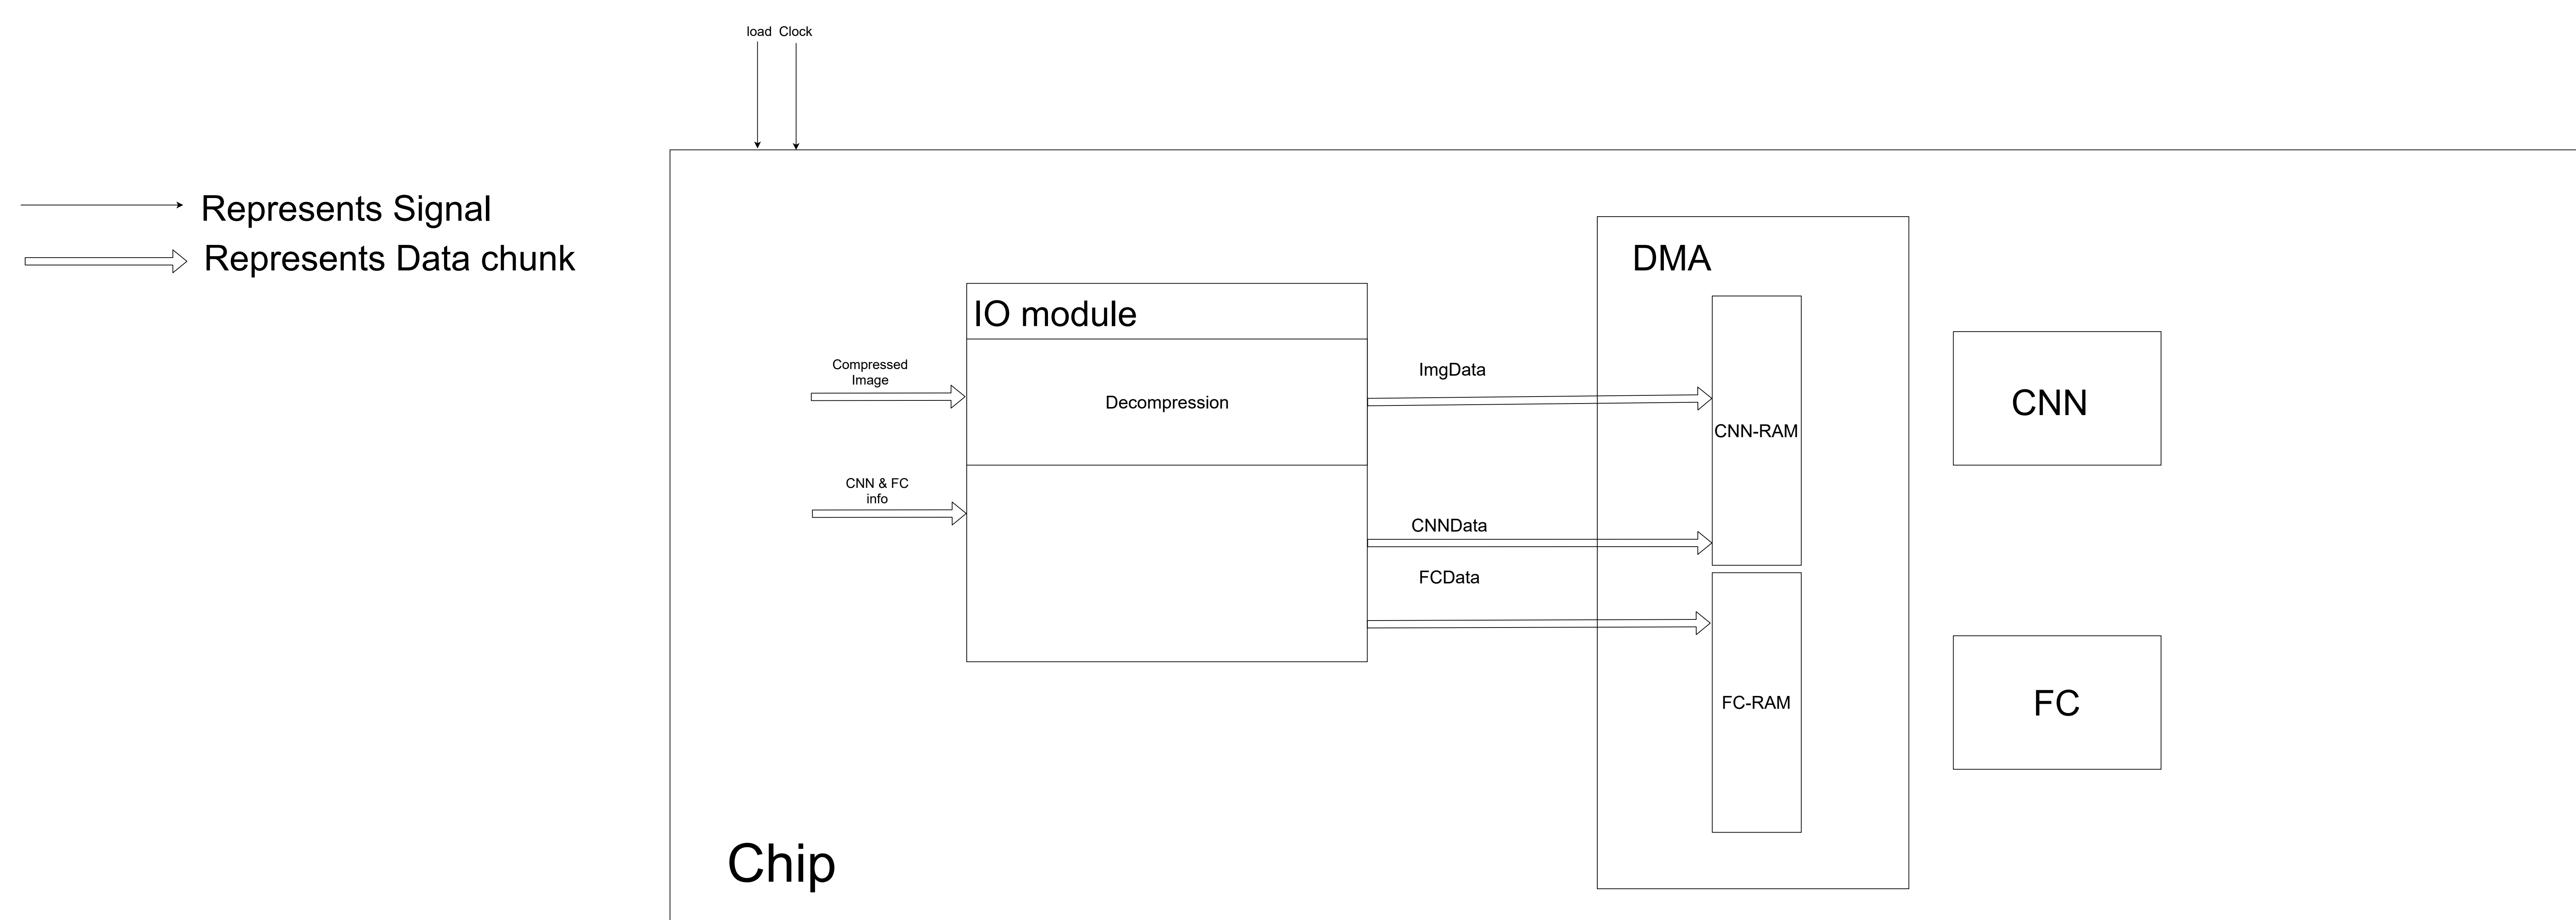 load Clock
Represents Signal
Represents Data chunk
DMA
IO module
Compressed
Image
ImgData
Decompression
CNN
CNN-RAM
CNN & FC
info
CNNData
FCData
FC-RAM
FC
Chip